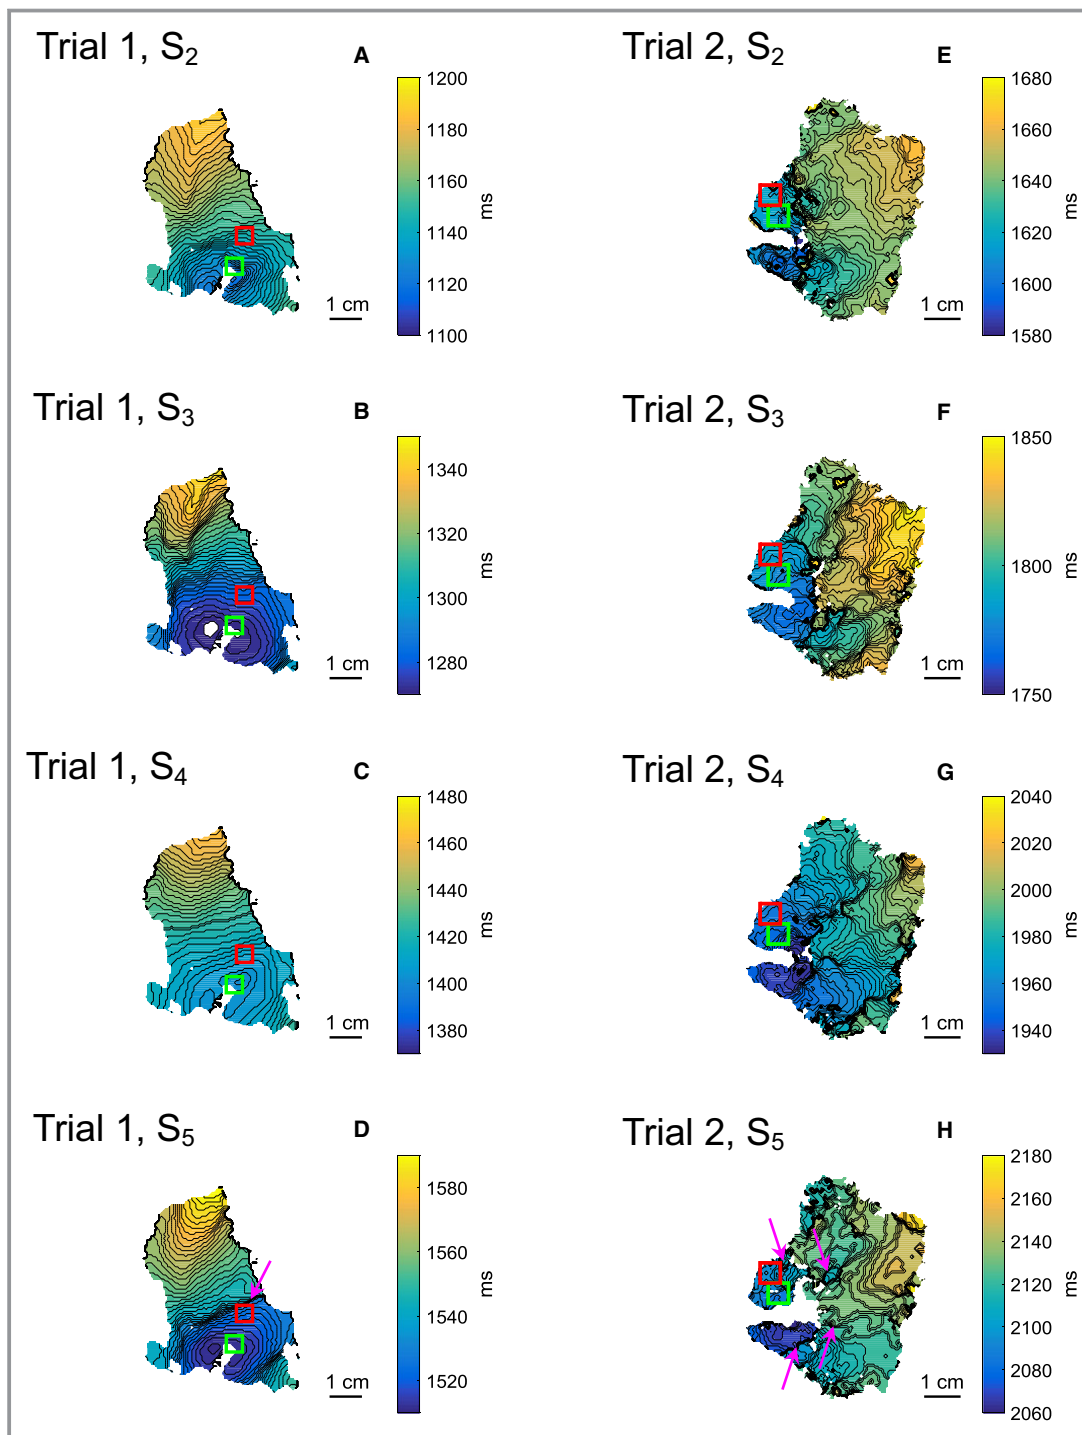 Trial 1, S2
A
1200
1180
1160
1140
1120
1100
ms
1 cm
Trial 2, S2
E
1680
1660
1640
1620
1600
1580
ms
1 cm
Trial 1, S3
B
1340
1320
1300
1280
ms
1 cm
Trial 2, S3
F
1850
1800
1750
ms
1 cm
Trial 1, S4
C
1480
1460
1440
1420
1400
1380
ms
1 cm
Trial 2, S4
G
2040
2020
2000
1980
1960
1940
ms
1 cm
Trial 1, S5
D
1580
1560
1540
1520
ms
1 cm
Trial 2, S5
H
2180
2160
2140
2120
2100
2080
2060
ms
1 cm